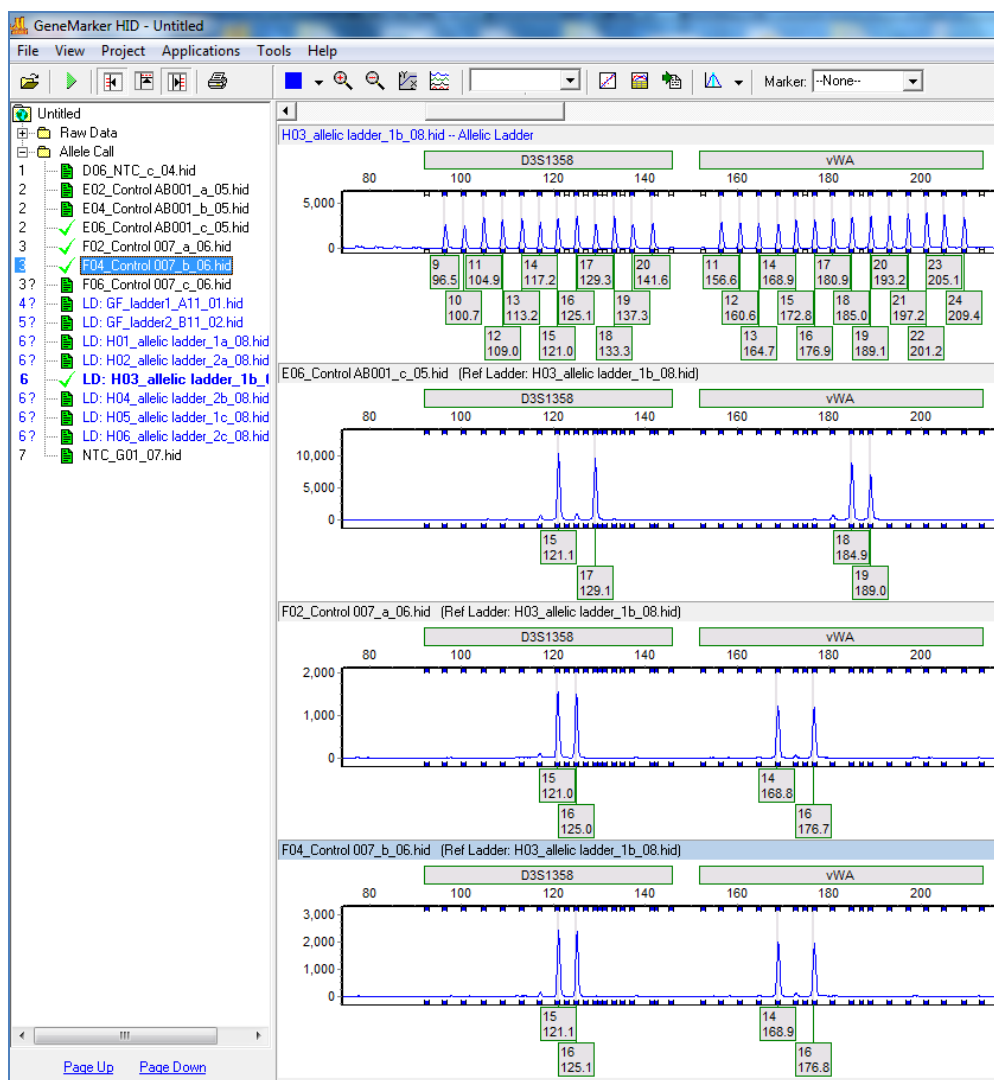 GeneMarker HID - Untitled
File View Project Applications Tools Help
Marker: --None--
Untitled
Raw Data
Allele Call
1 D06_NTC_c_04.hid
2 E02_Control AB001_a_05.hid
2 E04_Control AB001_b_05.hid
2 E06_Control AB001_c_05.hid
3 F02_Control 007_a_06.hid
3 F04_Control 007_b_06.hid
3? F06_Control 007_c_06.hid
4? LD: GF_ladder1_A11_01.hid
5? LD: GF_ladder2_B11_02.hid
6? LD: H01_allelic ladder_1a_08.hid
6? LD: H02_allelic ladder_2a_08.hid
6 LD: H03_allelic ladder_1b_
6? LD: H04_allelic ladder_2b_08.hid
6? LD: H05_allelic ladder_1c_08.hid
6? LD: H06_allelic ladder_2c_08.hid
7 NTC_G01_07.hid
Page Up Page Down
H03_allelic ladder_1b_08.hid -- Allelic Ladder
D3S1358 vWA
80 100 120 140 160 180 200
5,000
0
9 11 14 17 20 11 14 17 20 23
96.5 104.9 117.2 129.3 141.6 156.6 168.9 180.9 193.2 205.1
10 13 16 19 12 15 18 21 24
100.7 113.2 125.1 137.3 160.6 172.8 185.0 197.2 209.4
12 15 18 13 16 19 22
109.0 121.0 133.3 164.7 176.9 189.1 201.2
E06_Control AB001_c_05.hid (Ref Ladder: H03_allelic ladder_1b_08.hid)
D3S1358 vWA
80 100 120 140 160 180 200
10,000
5,000
0
15 18
121.1 184.9
17 19
129.1 189.0
F02_Control 007_a_06.hid (Ref Ladder: H03_allelic ladder_1b_08.hid)
D3S1358 vWA
80 100 120 140 160 180 200
2,000
1,000
0
15 14
121.0 168.8
16 16
125.0 176.7
F04_Control 007_b_06.hid (Ref Ladder: H03_allelic ladder_1b_08.hid)
D3S1358 vWA
80 100 120 140 160 180 200
3,000
2,000
1,000
0
15 14
121.1 168.9
16 16
125.1 176.8